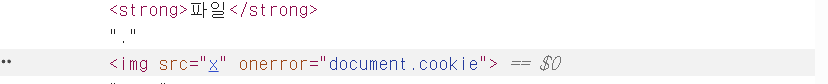 <strong>파일</strong>
"."
<img src="x" onerror="document.cookie"> == $0